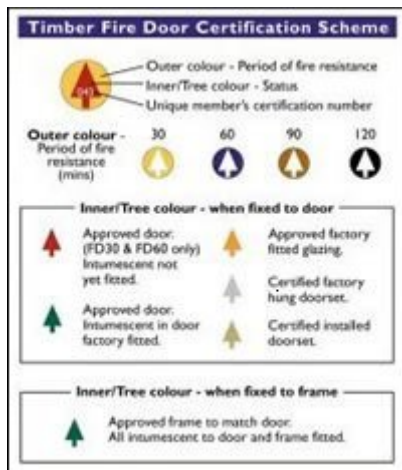 Timber Fire Door Certification Scheme
Outer colour - Period of fire resistance
Inner/Tree colour - Status
Unique member's certification number
Outer colour - 30 60 90 120
Period of fire
resistance
(mins)
Inner/Tree colour - when fixed to door
Approved door.
(FD30 & FD60 only)
Intumescent not
yet fitted.
Approved door.
Intumescent in door
factory fitted.
Approved factory
fitted glazing.
Certified factory
hung doorset.
Certified installed
doorset.
Inner/Tree colour - when fixed to frame
Approved frame to match door.
All intumescent to door and frame fitted.